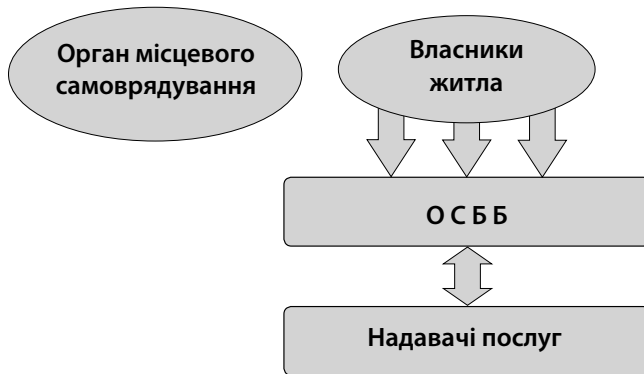 Орган місцевого
самоврядування
Власники
житла
О С Б Б
Надавачі послуг